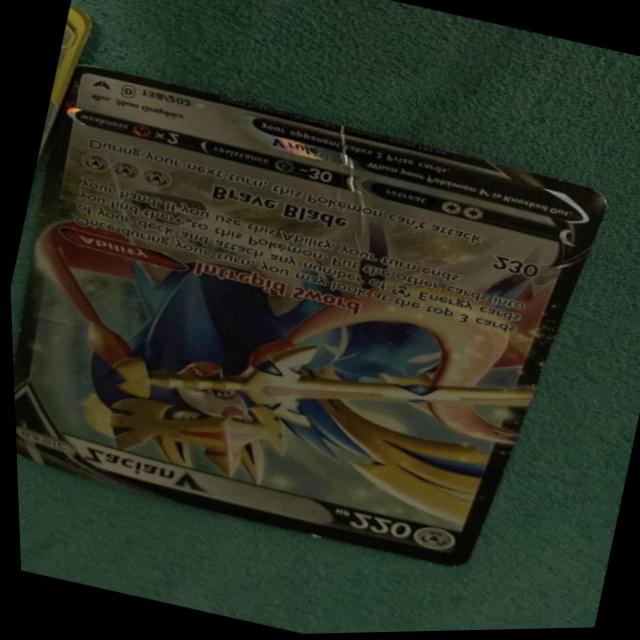 Zacian V
220
Ability
Intrepid Sword
Once during your turn, you may look at the top 3 cards
of your deck and attach any number of Energy cards
you find there to this Pokémon. Put the other cards into
your hand. If you use this Ability, your turn ends.
Brave Blade 230
During your next turn, this Pokémon can't attack.
weakness ×2
resistance -30
retreat
V rule
When your Pokémon V is Knocked Out,
your opponent takes 2 Prize cards.
D 138/202